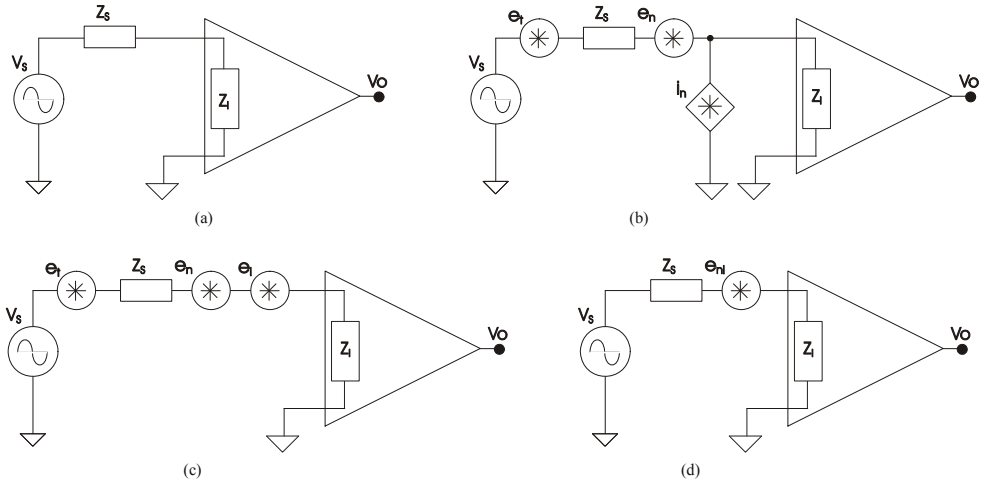 Zs
Vs
Zi
Vo
(a)
et
Zs
en
Vs
in
Zi
Vo
(b)
et
Zs
en
ei
Vs
Zi
Vo
(c)
Zs
eni
Vs
Zi
Vo
(d)